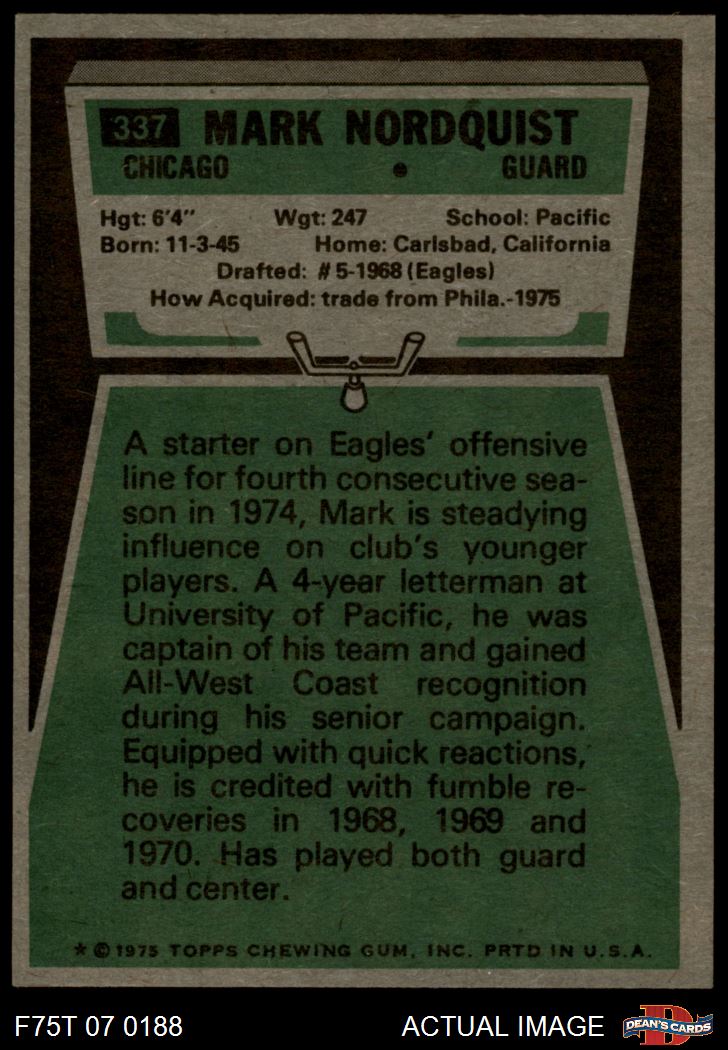 337 MARK NORDQUIST
CHICAGO • GUARD
Hgt: 6'4" Wgt: 247 School: Pacific
Born: 11-3-45 Home: Carlsbad, California
Drafted: #5-1968 (Eagles)
How Acquired: trade from Phila.-1975
A starter on Eagles' offensive
line for fourth consecutive sea-
son in 1974, Mark is steadying
influence on club's younger
players. A 4-year letterman at
University of Pacific, he was
captain of his team and gained
All-West Coast recognition
during his senior campaign.
Equipped with quick reactions,
he is credited with fumble re-
coveries in 1968, 1969 and
1970. Has played both guard
and center.
* © 1975 TOPPS CHEWING GUM, INC. PRTD IN U.S.A.
F75T 07 0188 ACTUAL IMAGE DEAN'S CARDS